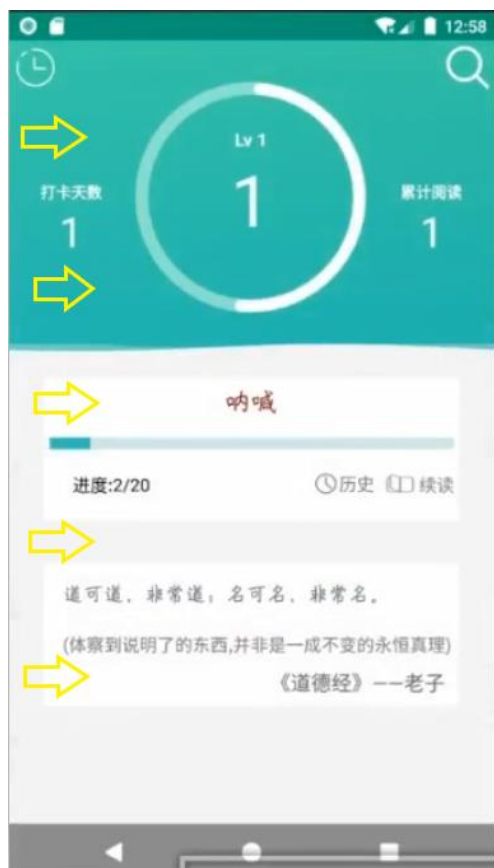 12:58
Lv 1
1
打卡天数
1
累计阅读
1
呐喊
进度:2/20
历史 续读
道可道，非常道；名可名，非常名。
(体察到说明了的东西,并非是一成不变的永恒真理)
《道德经》——老子